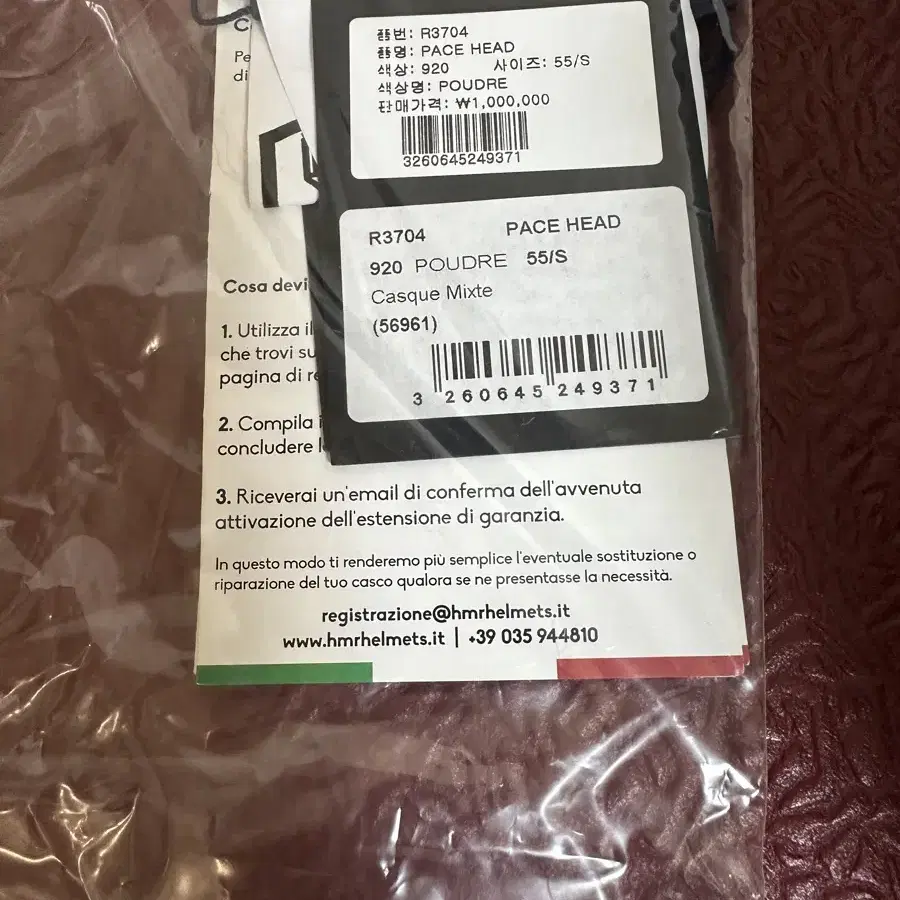 품번: R3704
품명: PACE HEAD
색상: 920 사이즈: 55/S
색상명: POUDRE
판매가격: ₩1,000,000
3260645249371
R3704 PACE HEAD
920 POUDRE 55/S
Casque Mixte
(56961)
3 260645 249371
C
Pe
di
Cosa devi
1. Utilizza il
che trovi su
pagina di re
2. Compila i
concludere l
3. Riceverai un'email di conferma dell'avvenuta
attivazione dell'estensione di garanzia.
In questo modo ti renderemo più semplice l'eventuale sostituzione o
riparazione del tuo casco qualora se ne presentasse la necessità.
registrazione@hmrhelmets.it
www.hmrhelmets.it | +39 035 944810